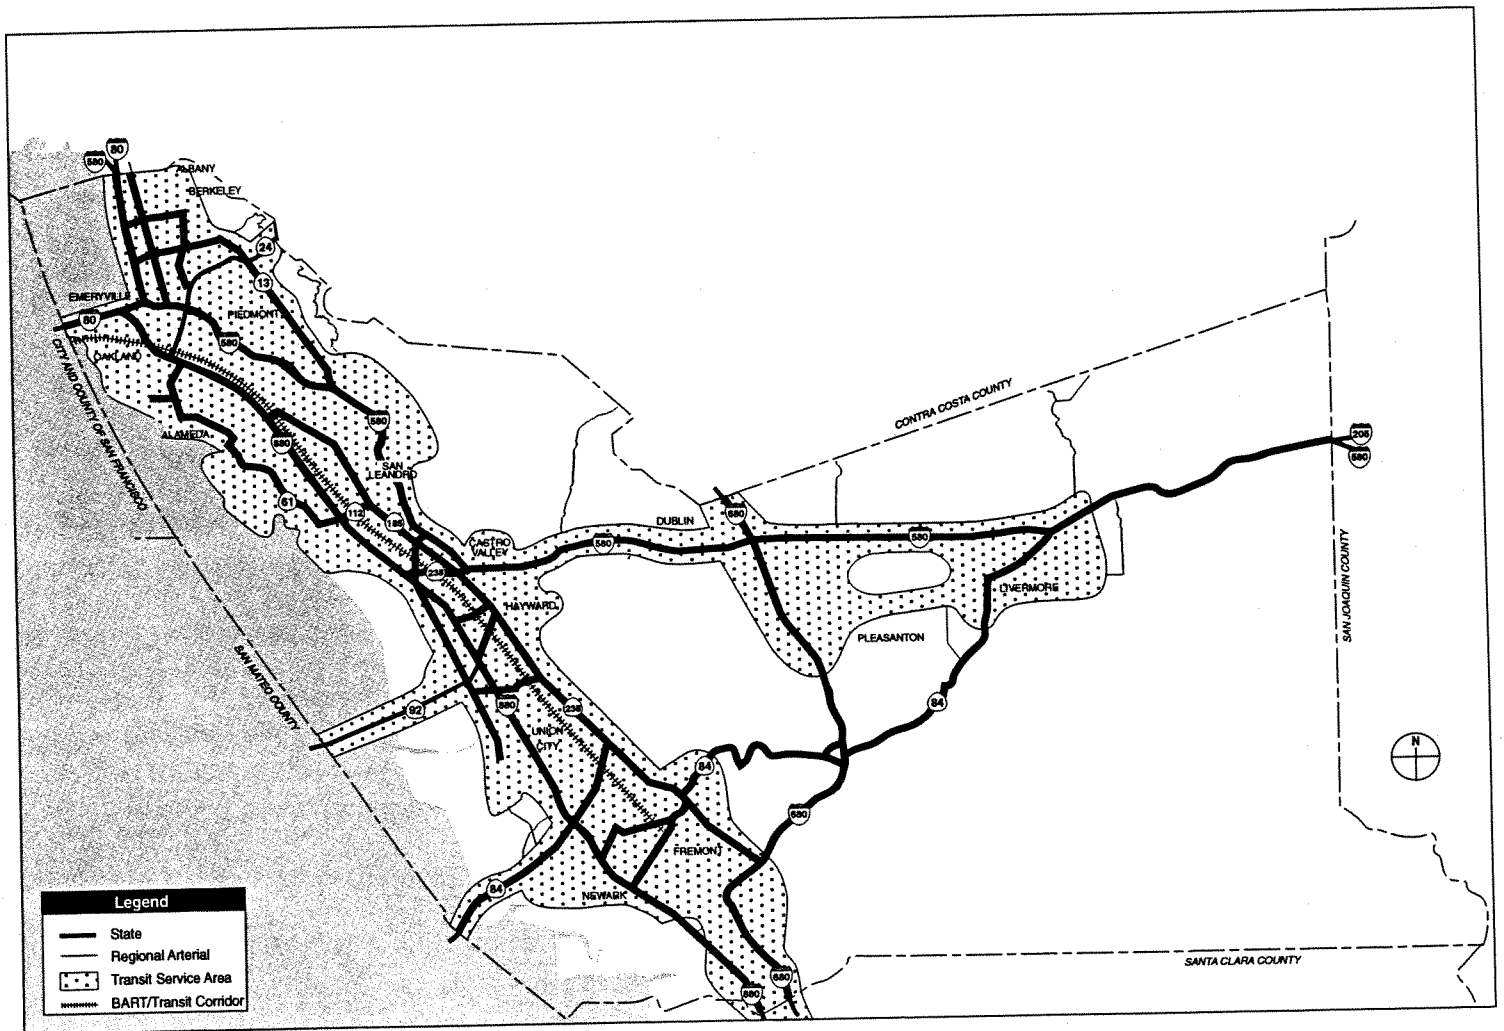 580
80
ALBANY
BERKELEY
24
13
EMERYVILLE
80
PIEDMONT
580
OAKLAND
CITY AND COUNTY OF SAN FRANCISCO
ALAMEDA
580
SAN
LEANDRO
61
112
185
CASTRO
VALLEY
238
HAYWARD
580
DUBLIN
680
580
CONTRA COSTA COUNTY
205
580
LIVERMORE
PLEASANTON
SAN JOAQUIN COUNTY
SAN MATEO COUNTY
92
238
UNION
CITY
84
84
680
N
FREMONT
84
NEWARK
680
SANTA CLARA COUNTY
Legend
State
Regional Arterial
Transit Service Area
BART/Transit Corridor